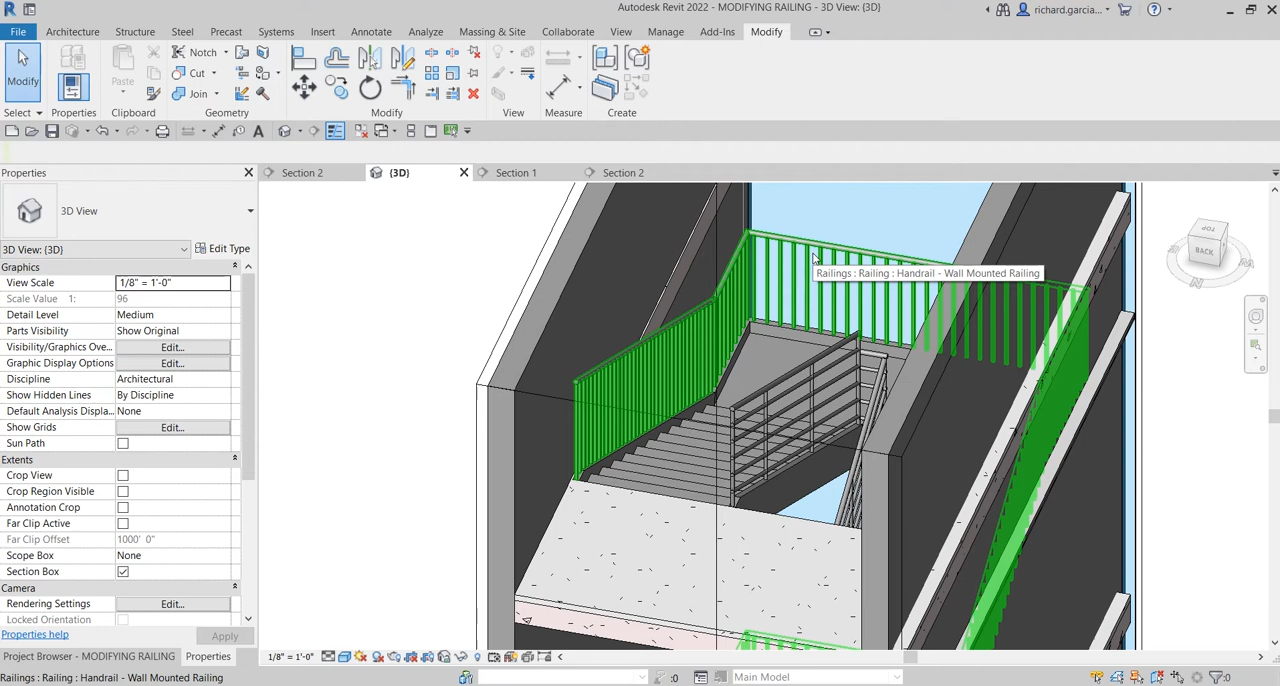 Autodesk Revit 2022 - MODIFYING RAILING - 3D View: {3D}
richard.garcia...
File Architecture Structure Steel Precast Systems Insert Annotate Analyze Massing & Site Collaborate View Manage Add-Ins Modify
Modify
Paste
Notch
Cut
Join
Select Properties Clipboard Geometry Modify View Measure Create
Properties
Section 2
{3D}
Section 1
Section 2
3D View
3D View: {3D}
Edit Type
Graphics
View Scale 1/8" = 1'-0"
Scale Value 1: 96
Detail Level Medium
Parts Visibility Show Original
Visibility/Graphics Ove... Edit...
Graphic Display Options Edit...
Discipline Architectural
Show Hidden Lines By Discipline
Default Analysis Displa... None
Show Grids Edit...
Sun Path
Extents
Crop View
Crop Region Visible
Annotation Crop
Far Clip Active
Far Clip Offset 1000' 0"
Scope Box None
Section Box
Camera
Rendering Settings Edit...
Locked Orientation
Properties help
Apply
Project Browser - MODIFYING RAILING Properties
Railings : Railing : Handrail - Wall Mounted Railing
TOP
BACK
1/8" = 1'-0"
Railings : Railing : Handrail - Wall Mounted Railing
:0
Main Model
:0